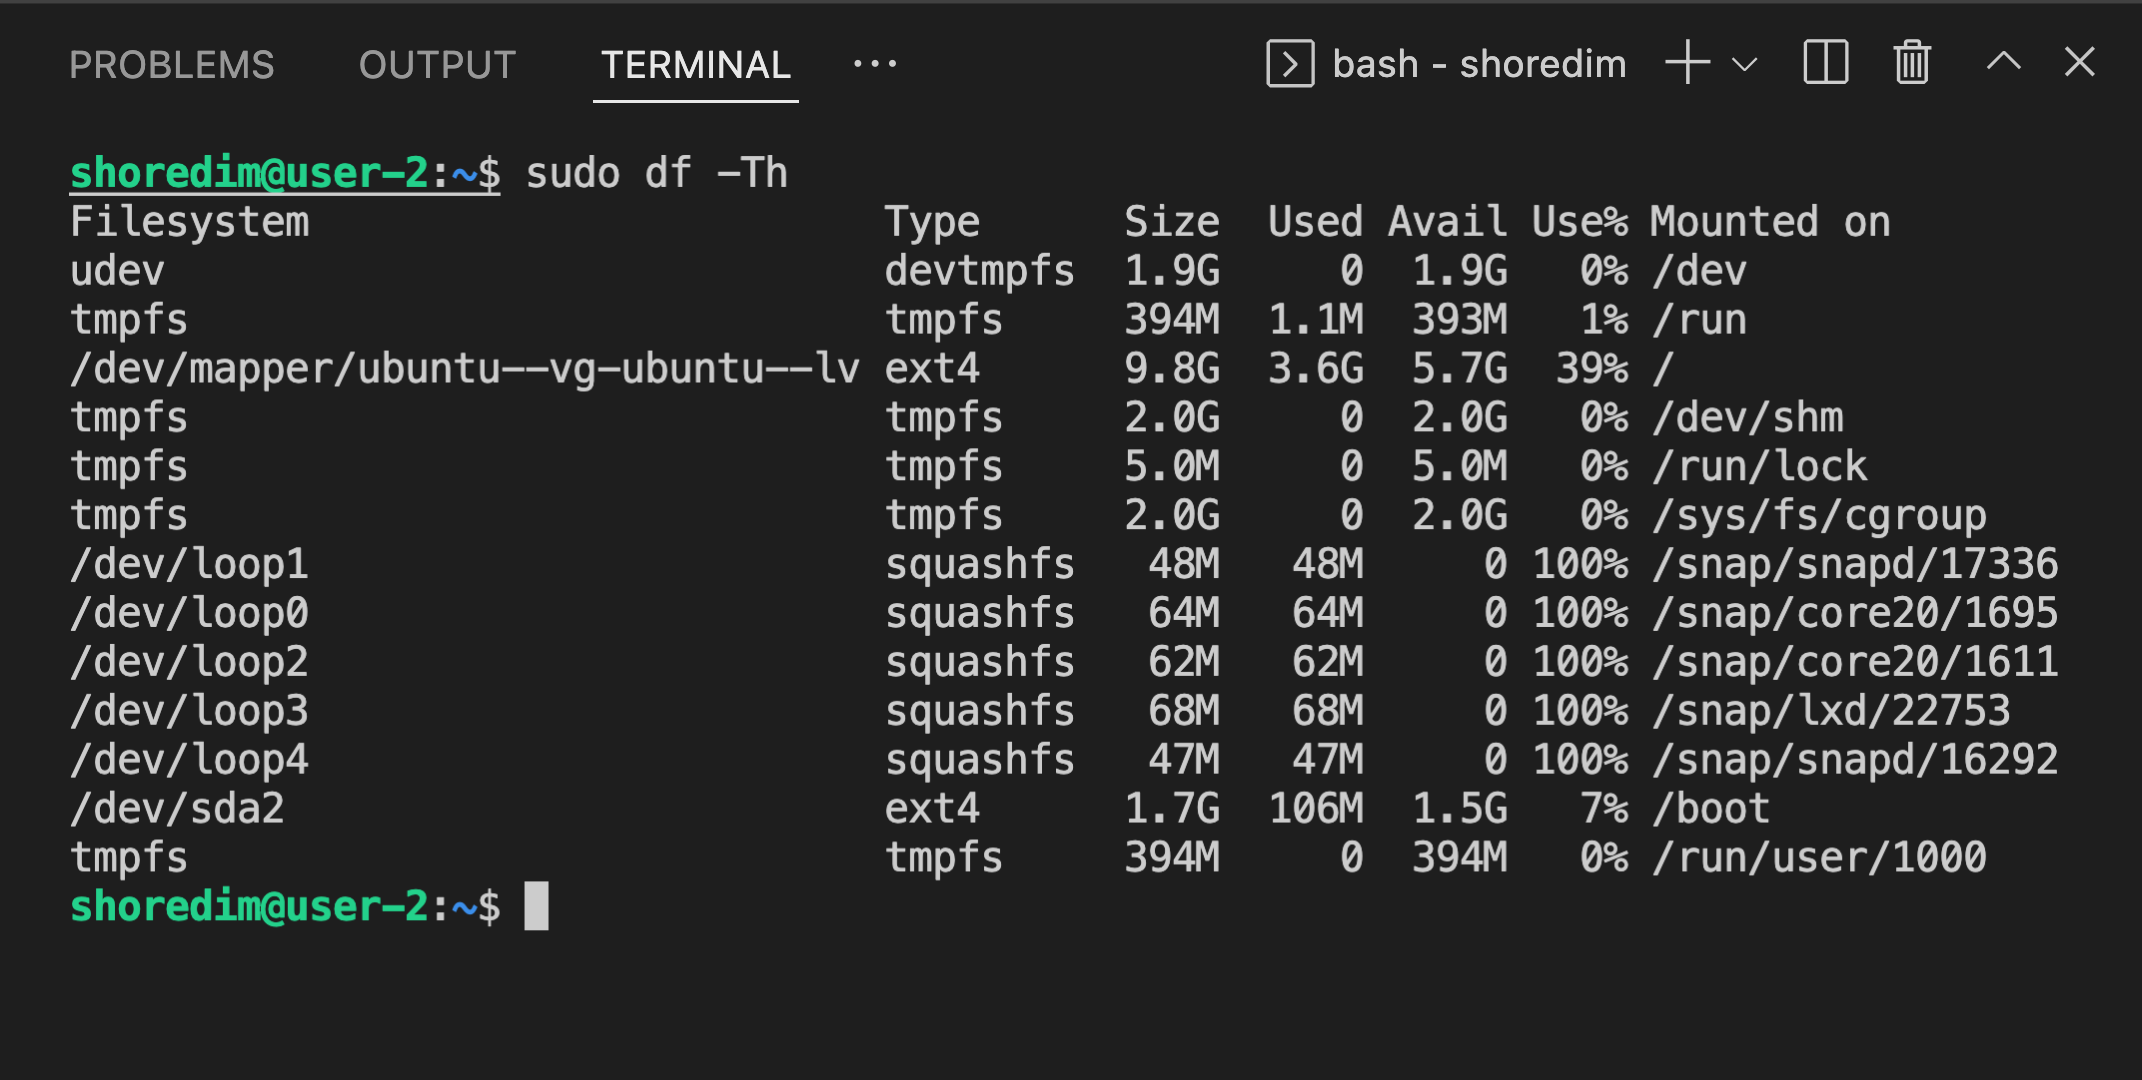 PROBLEMS OUTPUT TERMINAL ··· bash - shoredim
shoredim@user-2:~$ sudo df -Th
Filesystem                        Type      Size  Used Avail Use% Mounted on
udev                              devtmpfs  1.9G     0  1.9G   0% /dev
tmpfs                             tmpfs     394M  1.1M  393M   1% /run
/dev/mapper/ubuntu--vg-ubuntu--lv ext4      9.8G  3.6G  5.7G  39% /
tmpfs                             tmpfs     2.0G     0  2.0G   0% /dev/shm
tmpfs                             tmpfs     5.0M     0  5.0M   0% /run/lock
tmpfs                             tmpfs     2.0G     0  2.0G   0% /sys/fs/cgroup
/dev/loop1                        squashfs   48M   48M     0 100% /snap/snapd/17336
/dev/loop0                        squashfs   64M   64M     0 100% /snap/core20/1695
/dev/loop2                        squashfs   62M   62M     0 100% /snap/core20/1611
/dev/loop3                        squashfs   68M   68M     0 100% /snap/lxd/22753
/dev/loop4                        squashfs   47M   47M     0 100% /snap/snapd/16292
/dev/sda2                         ext4      1.7G  106M  1.5G   7% /boot
tmpfs                             tmpfs     394M     0  394M   0% /run/user/1000
shoredim@user-2:~$